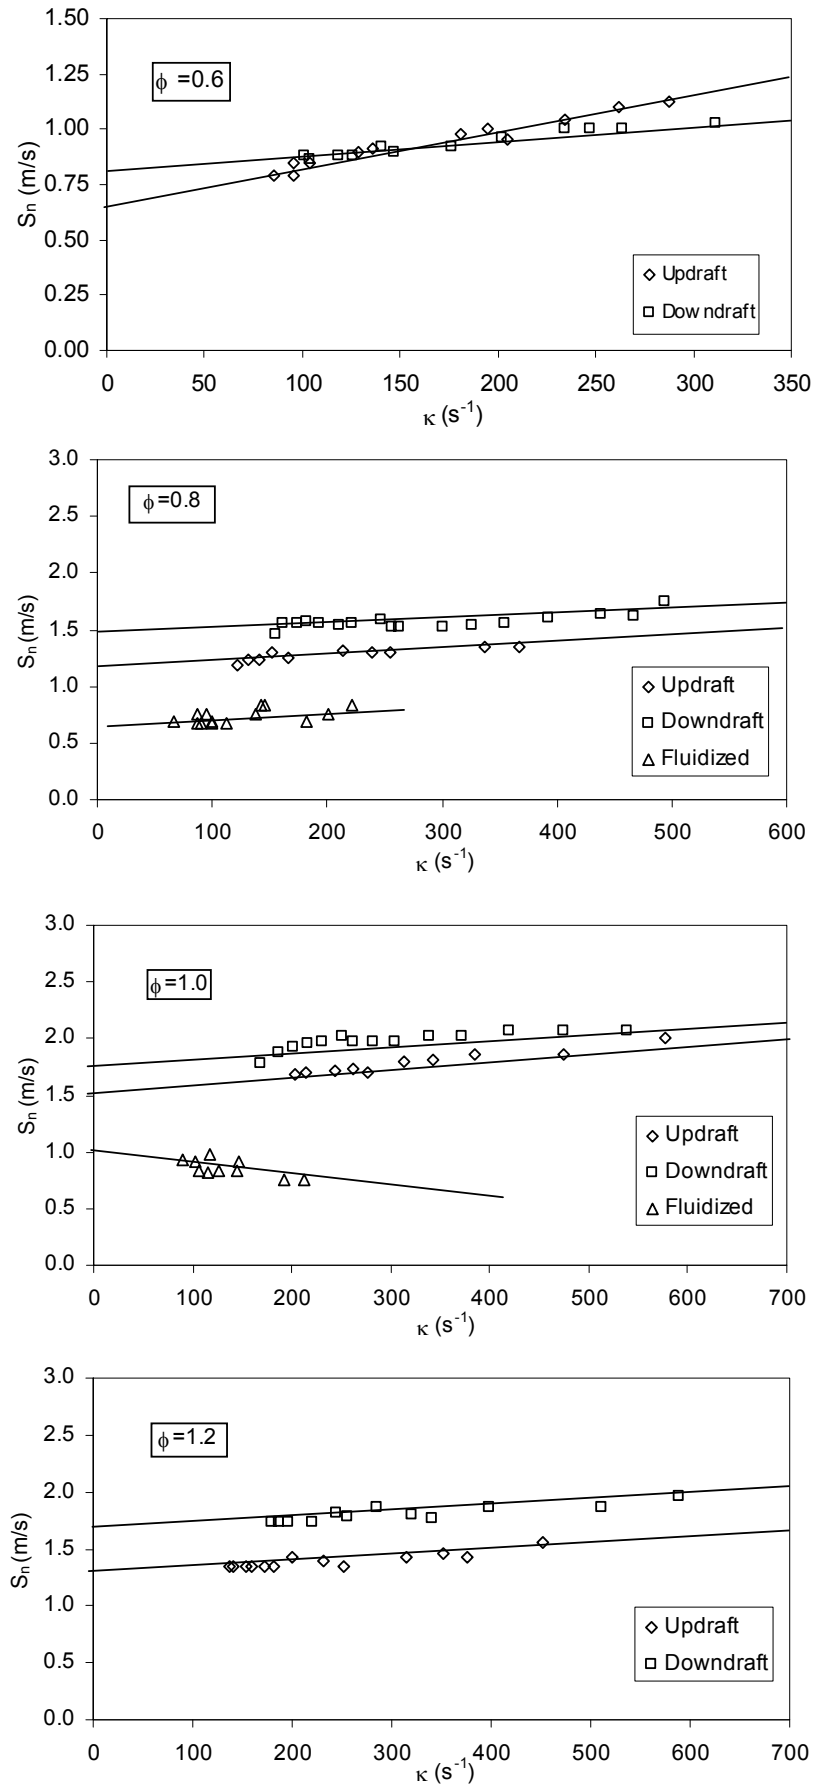 1.50
1.25
1.00
0.75
0.50
0.25
0.00
Sn (m/s)
ϕ =0.6
Updraft
Downdraft
0 50 100 150 200 250 300 350
κ (s-1)
3.0
2.5
2.0
1.5
1.0
0.5
0.0
Sn (m/s)
ϕ=0.8
Updraft
Downdraft
Fluidized
0 100 200 300 400 500 600
κ (s-1)
3.0
2.5
2.0
1.5
1.0
0.5
0.0
Sn (m/s)
ϕ=1.0
Updraft
Downdraft
Fluidized
0 100 200 300 400 500 600 700
κ (s-1)
3.0
2.5
2.0
1.5
1.0
0.5
0.0
Sn (m/s)
ϕ=1.2
Updraft
Downdraft
0 100 200 300 400 500 600 700
κ (s-1)